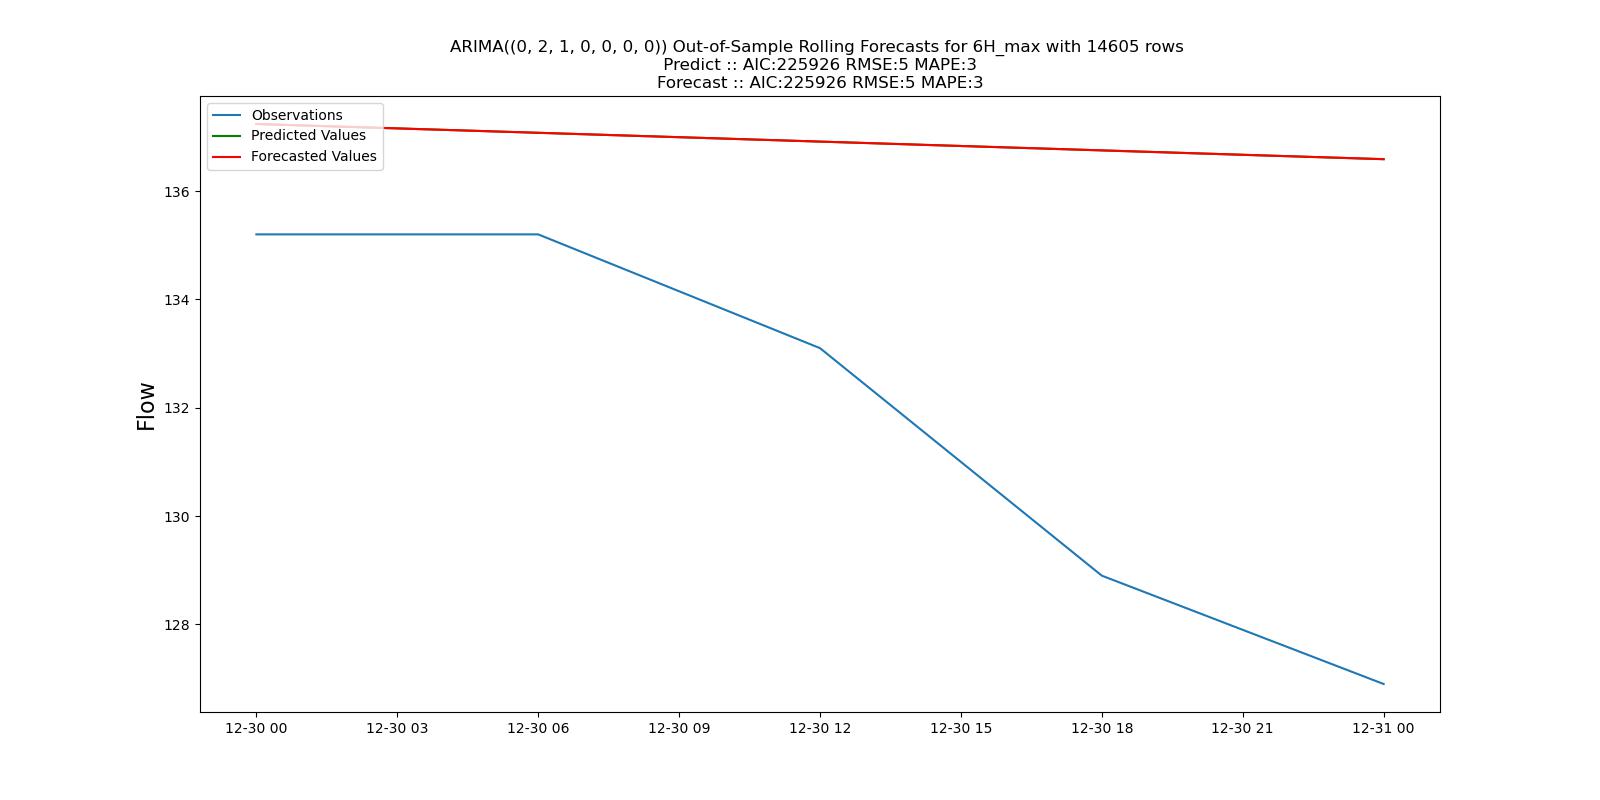 ARIMA((0, 2, 1, 0, 0, 0, 0)) Out-of-Sample Rolling Forecasts for 6H_max with 14605 rows
Predict :: AIC:225926 RMSE:5 MAPE:3
Forecast :: AIC:225926 RMSE:5 MAPE:3
Observations
Predicted Values
Forecasted Values
136
134
132
130
128
Flow
12-30 00
12-30 03
12-30 06
12-30 09
12-30 12
12-30 15
12-30 18
12-30 21
12-31 00